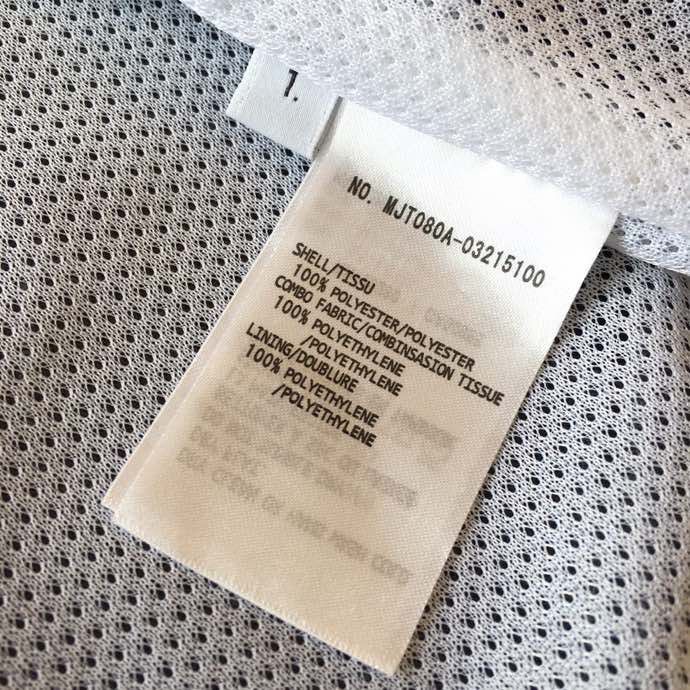 1.
NO. MJT080A-03215100
SHELL/TISSU
100% POLYESTER/POLYESTER
COMBO FABRIC/COMBINSASION TISSUE
100% POLYETHYLENE
/POLYETHYLENE
LINING/DOUBLURE
100% POLYETHYLENE
/POLYETHYLENE